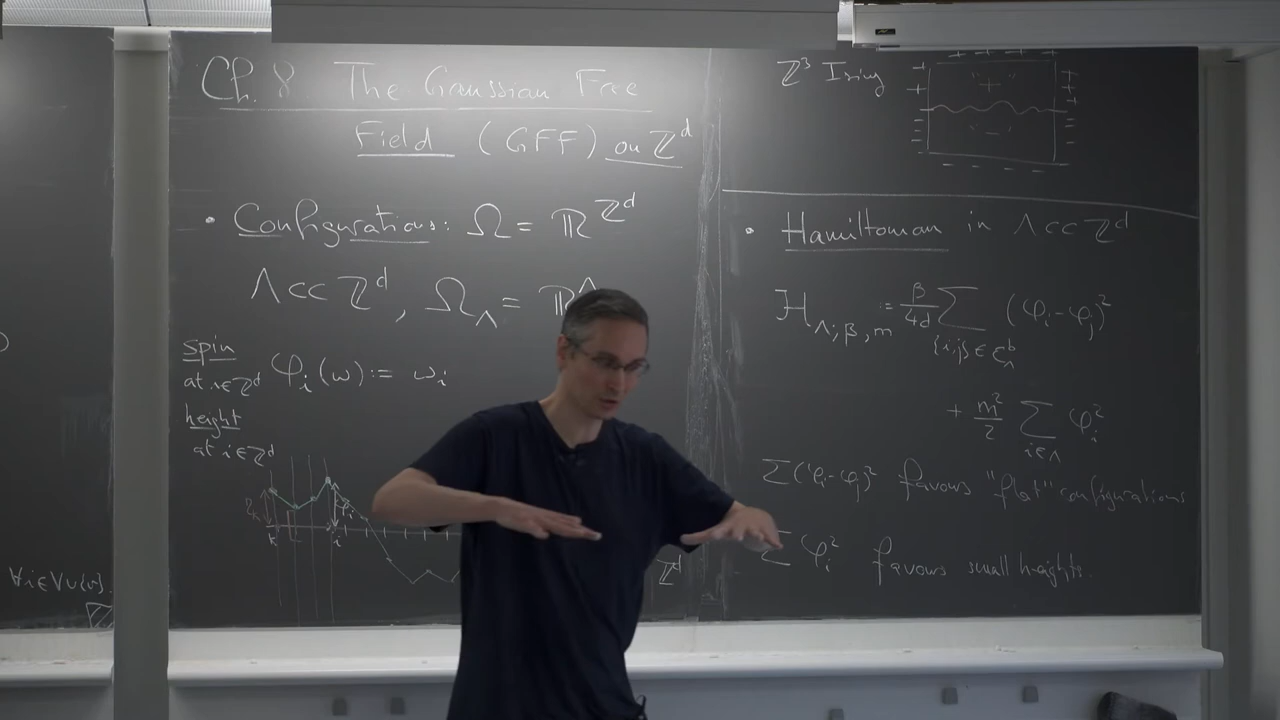 Ch. 8 The Gaussian Free
Field (GFF) on ℤ^d
• Configurations: Ω = ℝ^{ℤ^d}
Λ ⊂⊂ ℤ^d, Ω_Λ = ℝ^Λ
spin
at i∈ℤ^d φ_i(ω) := ω_i
height
at i∈ℤ^d
k
i
ℤ^d
∀i∈V∪(v).
ℤ^3 Ising
+ + + +
+ + +
"+"
"–"
– – – –
• Hamiltonian in Λ ⊂⊂ ℤ^d
H_{Λ;β,m} := β/4d Σ_{{i,j}∈ξ_Λ^b} (φ_i-φ_j)^2
+ m^2/2 Σ_{i∈Λ} φ_i^2
Σ(φ_i-φ_j)^2 favours "flat" configurations
Σ φ_i^2 favours small heights.